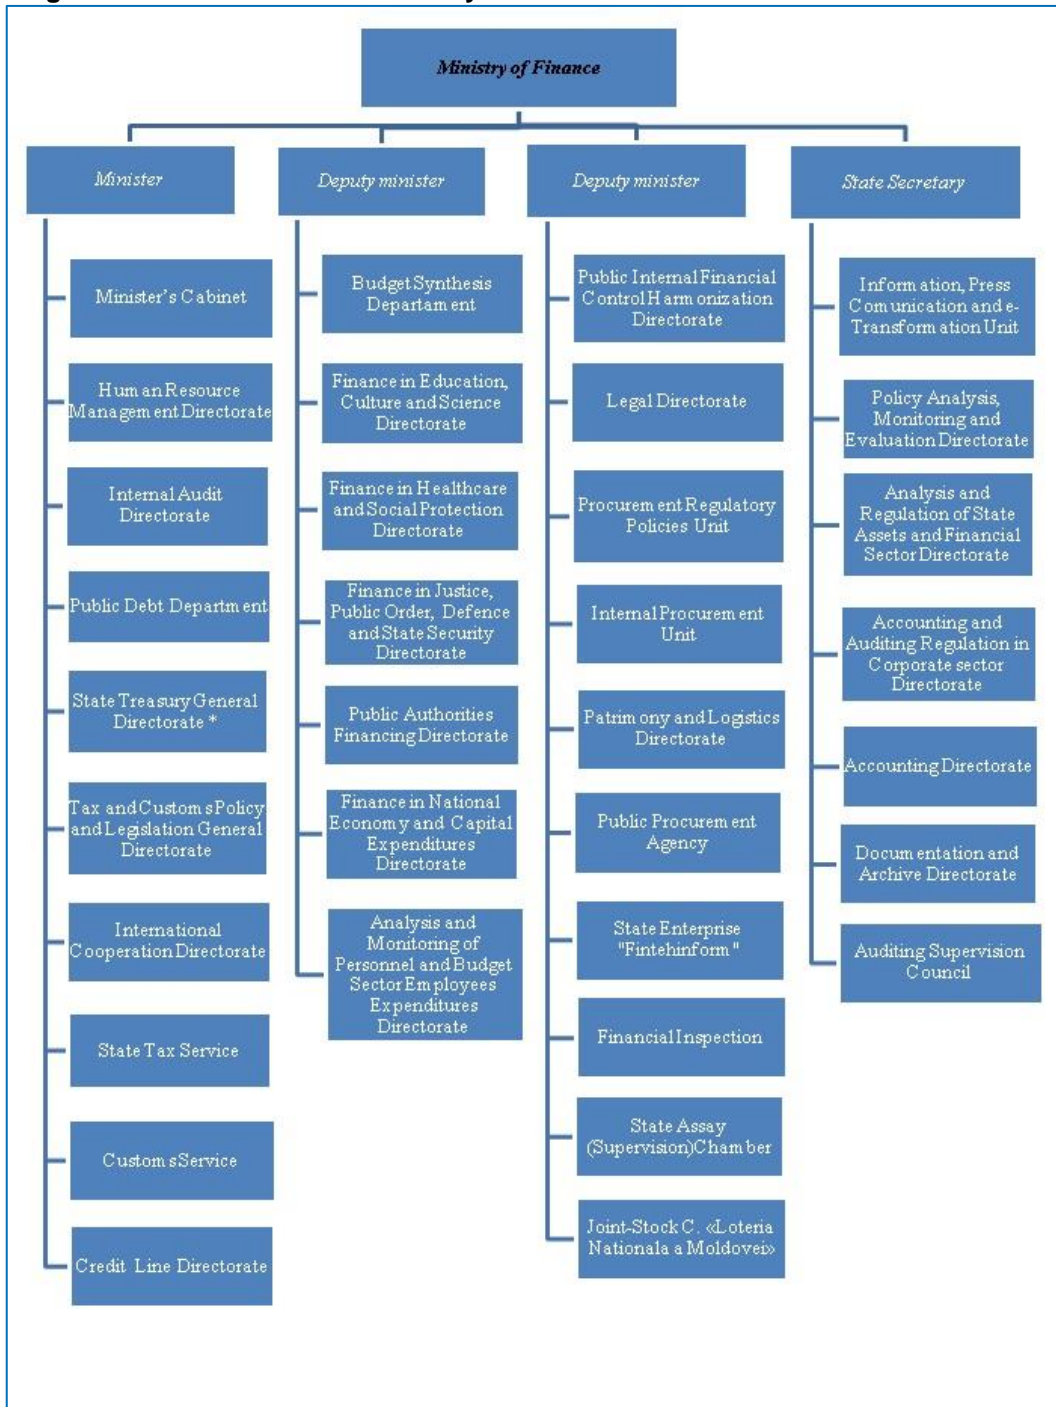 Ministry of Finance
Minister
Minister's Cabinet
Human Resource
Management Directorate
Internal Audit
Directorate
Public Debt Department
State Treasury General
Directorate *
Tax and Customs Policy
and Legislation General
Directorate
International
Cooperation Directorate
State Tax Service
Customs Service
Credit Line Directorate
Deputy minister
Budget Synthesis
Departament
Finance in Education,
Culture and Science
Directorate
Finance in Healthcare
and Social Protection
Directorate
Finance in Justice,
Public Order, Defence
and State Security
Directorate
Public Authorities
Financing Directorate
Finance in National
Economy and Capital
Expenditures
Directorate
Analysis and
Monitoring of
Personnel and Budget
Sector Employees
Expenditures
Directorate
Deputy minister
Public Internal Financial
Control Harmonization
Directorate
Legal Directorate
Procurement Regulatory
Policies Unit
Internal Procurement
Unit
Patrimony and Logistics
Directorate
Public Procurement
Agency
State Enterprise
"Fintehinform"
Financial Inspection
State Assay
(Supervision)Chamber
Joint-Stock C. «Loteria
Nationala a Moldovei»
State Secretary
Information, Press
Comunication and e-
Transformation Unit
Policy Analysis,
Monitoring and
Evaluation Directorate
Analysis and
Regulation of State
Assets and Financial
Sector Directorate
Accounting and
Auditing Regulation in
Corporate sector
Directorate
Accounting Directorate
Documentation and
Archive Directorate
Auditing Supervision
Council